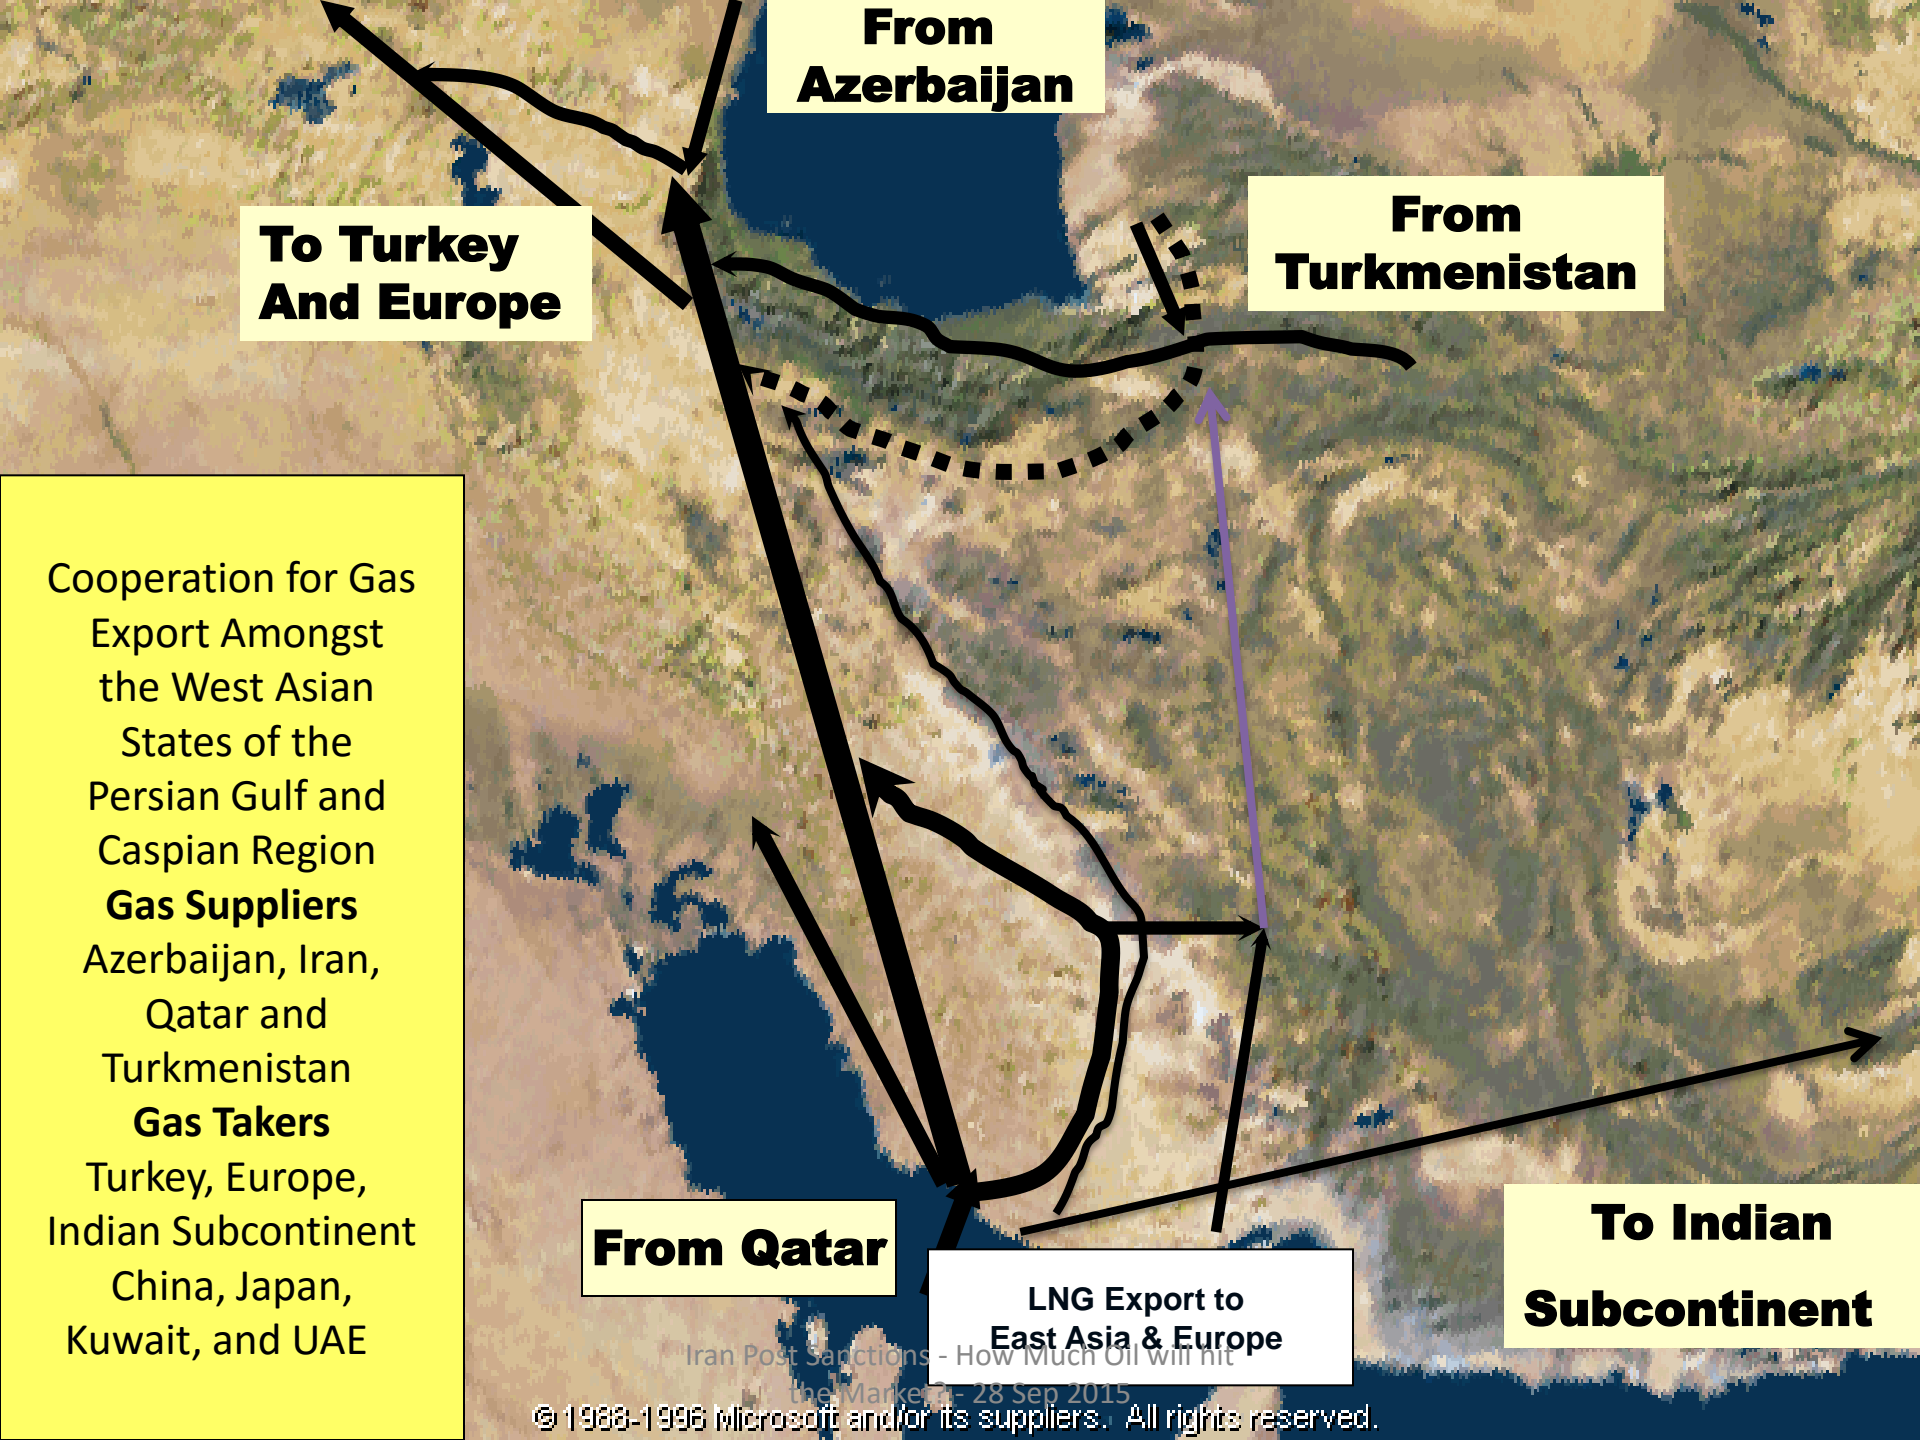 From
Azerbaijan
From
Turkmenistan
To Turkey
And Europe
Cooperation for Gas
Export Amongst
the West Asian
States of the
Persian Gulf and
Caspian Region
Gas Suppliers
Azerbaijan, Iran,
Qatar and
Turkmenistan
Gas Takers
Turkey, Europe,
Indian Subcontinent
China, Japan,
Kuwait, and UAE
From Qatar
LNG Export to
East Asia & Europe
To Indian
Subcontinent
Iran Post Sanctions - How Much Oil will hit
the Market? - 28 Sep 2015
© 1988-1996 Microsoft and/or its suppliers. All rights reserved.